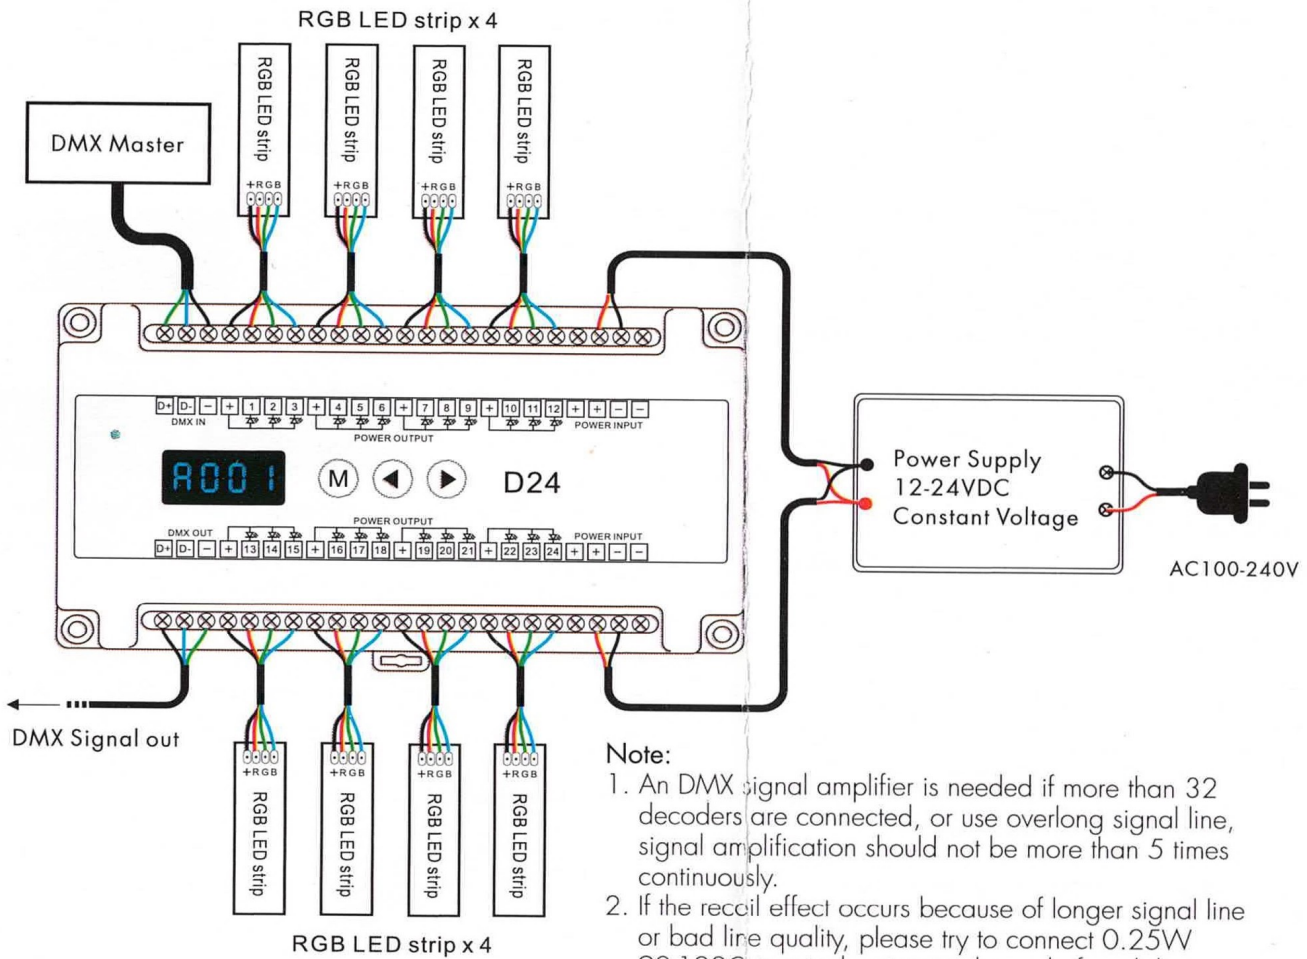 RGB LED strip x 4
DMX Master
RGB LED strip
RGB LED strip
RGB LED strip
RGB LED strip
+RGB
+RGB
+RGB
+RGB
D+ D- − + 1 2 3 + 4 5 6 + 7 8 9 + 10 11 12 + + − −
DMX IN
POWER OUTPUT
POWER INPUT
A001
M
D24
DMX OUT
POWER OUTPUT
POWER INPUT
D+ D- − + 13 14 15 + 16 17 18 + 19 20 21 + 22 23 24 + + − −
Power Supply
12-24VDC
Constant Voltage
AC100-240V
DMX Signal out
+RGB
+RGB
+RGB
+RGB
RGB LED strip
RGB LED strip
RGB LED strip
RGB LED strip
RGB LED strip x 4
Note:
1. An DMX signal amplifier is needed if more than 32
decoders are connected, or use overlong signal line,
signal amplification should not be more than 5 times
continuously.
2. If the recoil effect occurs because of longer signal line
or bad line quality, please try to connect 0.25W